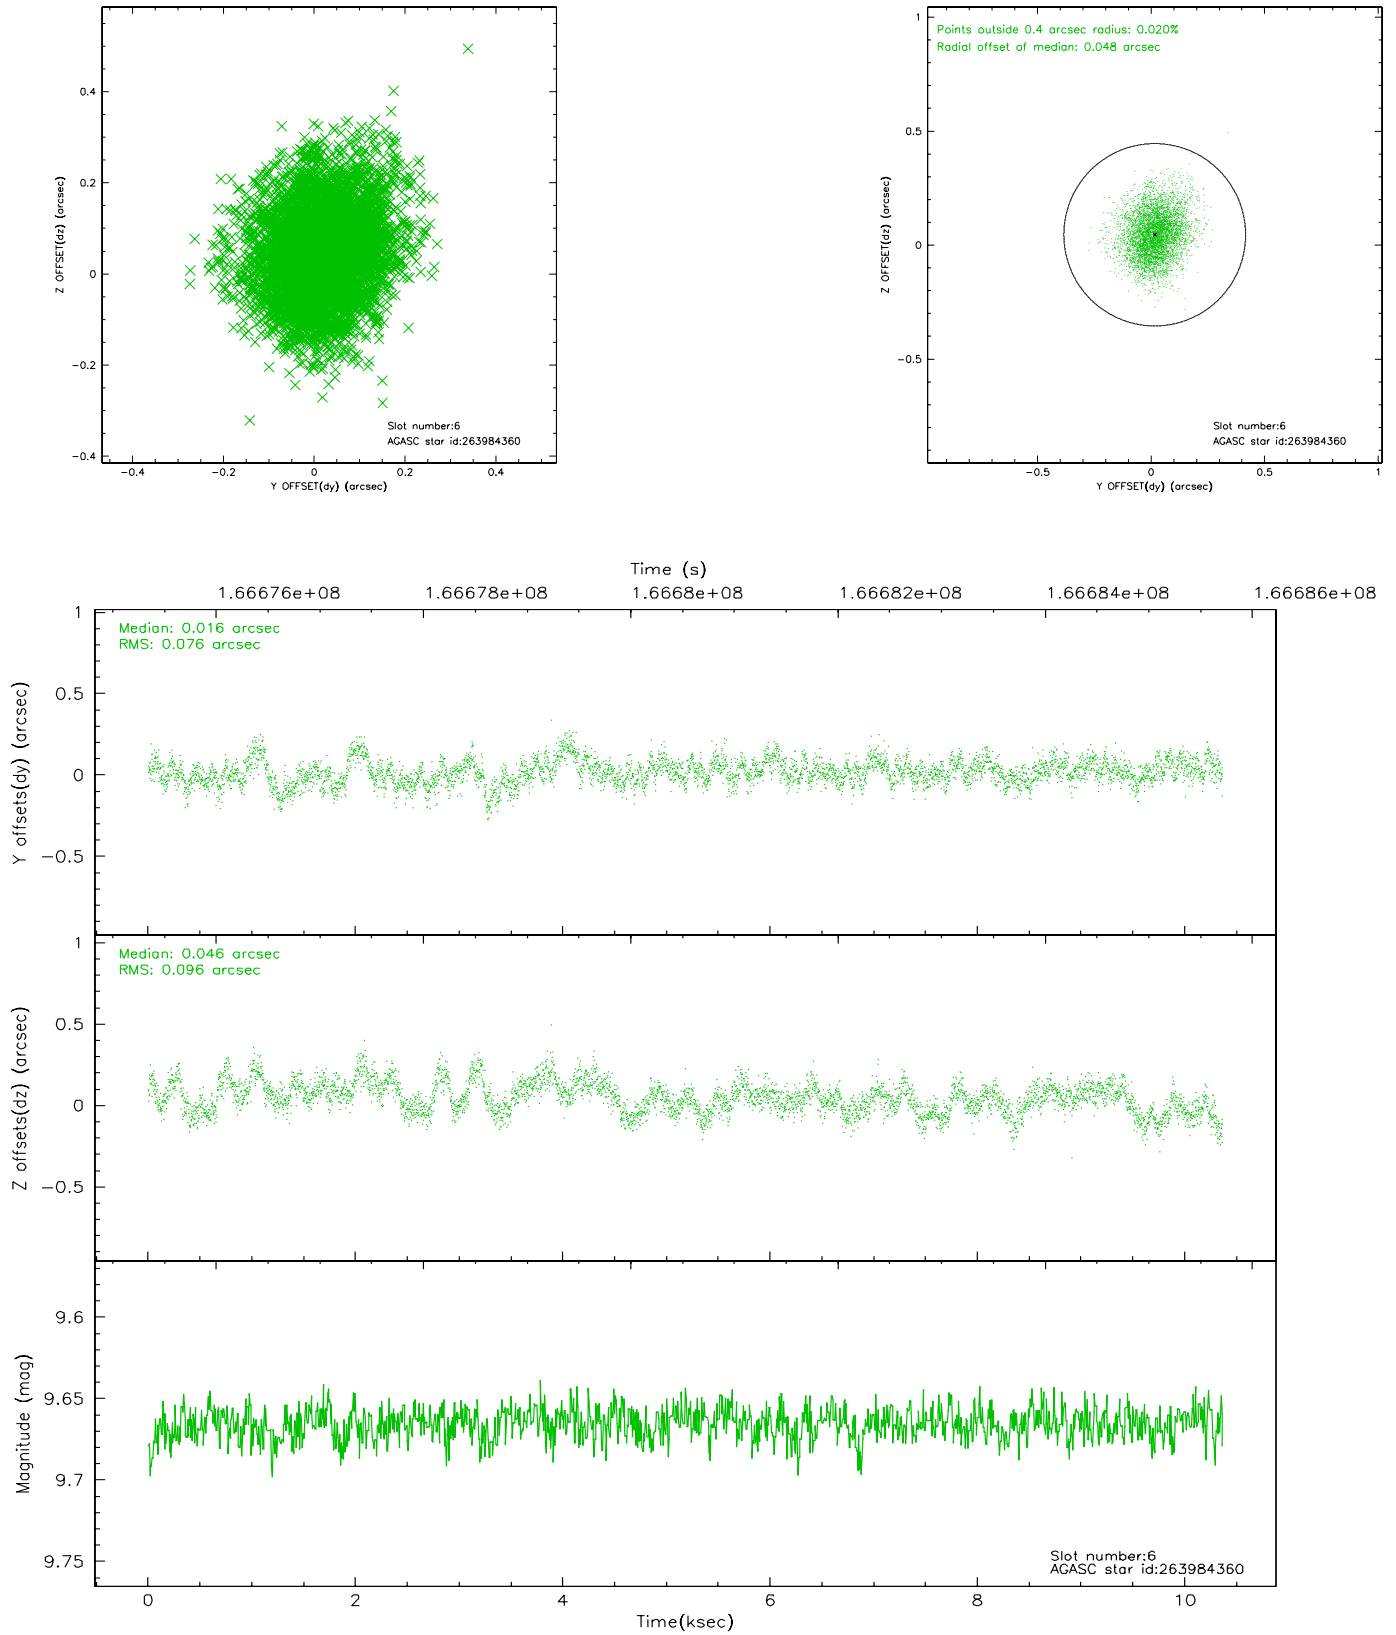 0.4
0.2
0
−0.2
−0.4
Z OFFSET(dz) (arcsec)
Slot number:6
AGASC star id:263984360
−0.4 −0.2 0 0.2 0.4
Y OFFSET(dy) (arcsec)
Points outside 0.4 arcsec radius: 0.020%
Radial offset of median: 0.048 arcsec
1
0.5
0
−0.5
Z OFFSET(dz) (arcsec)
Slot number:6
AGASC star id:263984360
−0.5 0 0.5 1
Y OFFSET(dy) (arcsec)
Time (s)
1.66676e+08 1.66678e+08 1.6668e+08 1.66682e+08 1.66684e+08 1.66686e+08
Median: 0.016 arcsec
RMS: 0.076 arcsec
1
0.5
0
−0.5
Y offsets(dy) (arcsec)
Median: 0.046 arcsec
RMS: 0.096 arcsec
1
0.5
0
−0.5
Z offsets(dz) (arcsec)
9.6
9.65
9.7
9.75
Magnitude (mag)
Slot number:6
AGASC star id:263984360
0 2 4 6 8 10
Time(ksec)